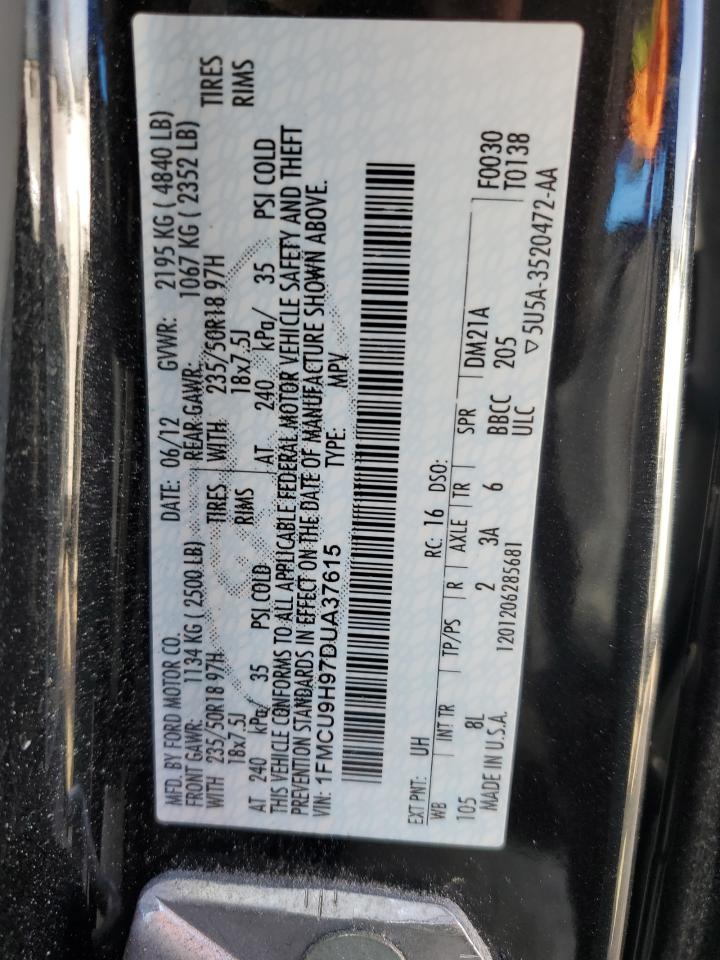 MFD. BY FORD MOTOR CO. DATE: 06/12 GVWR: 2195 KG ( 4840 LB)
FRONT GAWR: 1134 KG ( 2500 LB) REAR GAWR: 1067 KG ( 2352 LB)
WITH 235/50R18 97H TIRES WITH 235/50R18 97H TIRES
18x7.5J RIMS 18x7.5J RIMS
AT 240 kPa/ 35 PSI COLD AT 240 kPa/ 35 PSI COLD
THIS VEHICLE CONFORMS TO ALL APPLICABLE FEDERAL MOTOR VEHICLE SAFETY AND THEFT
PREVENTION STANDARDS IN EFFECT ON THE DATE OF MANUFACTURE SHOWN ABOVE.
VIN: 1FMCU9H97DUA37615 TYPE: MPV
EXT PNT: UH RC: 16 DSO: F0030
WB INT TR TP/PS R AXLE TR SPR DM21A T0138
105 8L 2 3A 6 BBCC 205
MADE IN U.S.A. 1201206285681 ULC ▽5U5A-3520472-AA